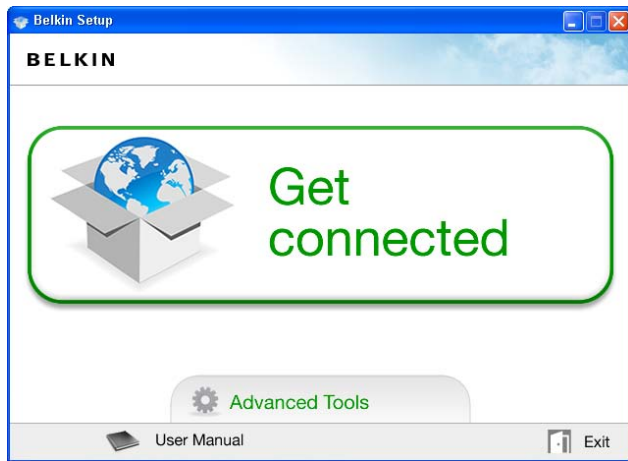 Belkin Setup
BELKIN
Get
connected
Advanced Tools
User Manual
Exit